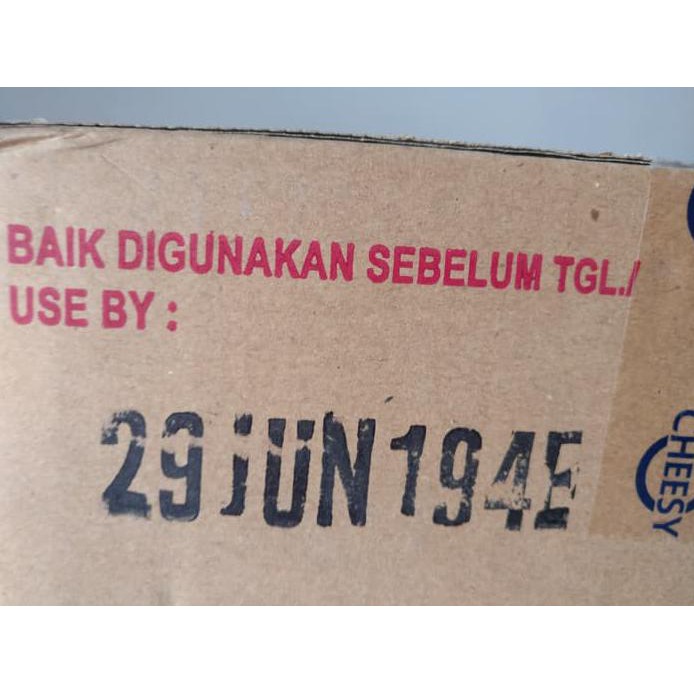 BAIK DIGUNAKAN SEBELUM TGL./
USE BY :
29 JUN 194E
CHEESY